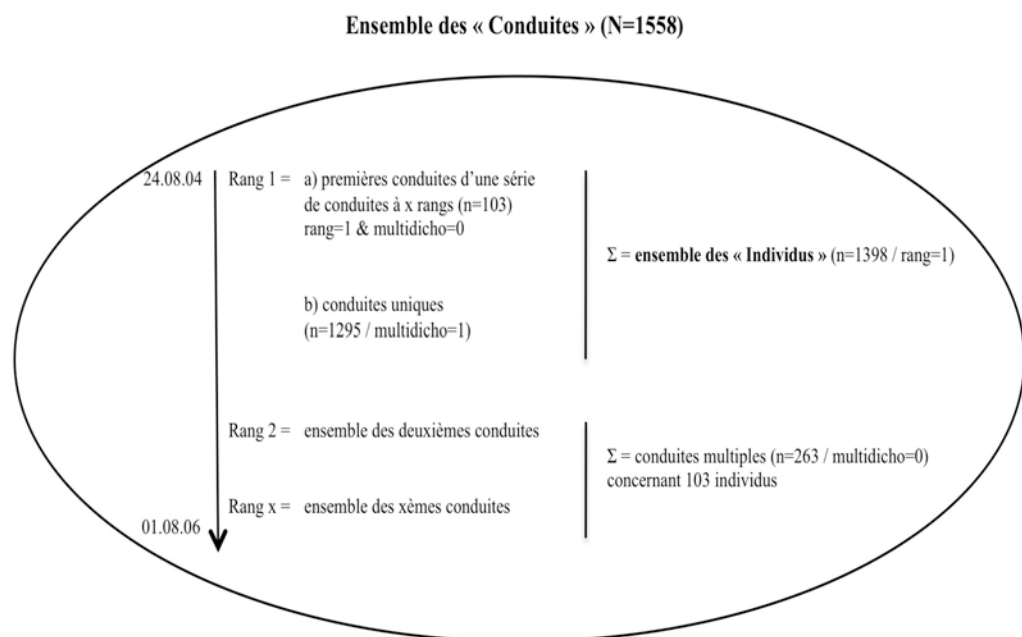 Ensemble des « Conduites » (N=1558)
24.08.04
Rang 1 = a) premières conduites d’une série
de conduites à x rangs (n=103)
rang=1 & multidicho=0
Σ = ensemble des « Individus » (n=1398 / rang=1)
b) conduites uniques
(n=1295 / multidicho=1)
Rang 2 = ensemble des deuxièmes conduites
Σ = conduites multiples (n=263 / multidicho=0)
concernant 103 individus
Rang x = ensemble des xèmes conduites
01.08.06